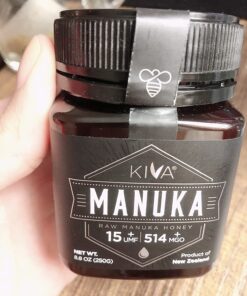 KIVA®
MANUKA
RAW MANUKA HONEY
15+ UMF 514+ MGO
NET WT.
8.8 OZ (250G)
Product of
New Zealand